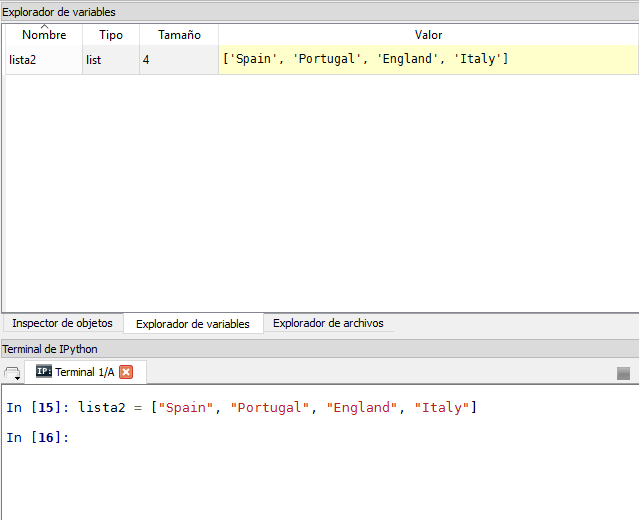 Explorador de variables
Nombre Tipo Tamaño Valor
lista2 list 4 ['Spain', 'Portugal', 'England', 'Italy']
Inspector de objetos Explorador de variables Explorador de archivos
Terminal de IPython
IP: Terminal 1/A
In [15]: lista2 = ["Spain", "Portugal", "England", "Italy"]
In [16]: